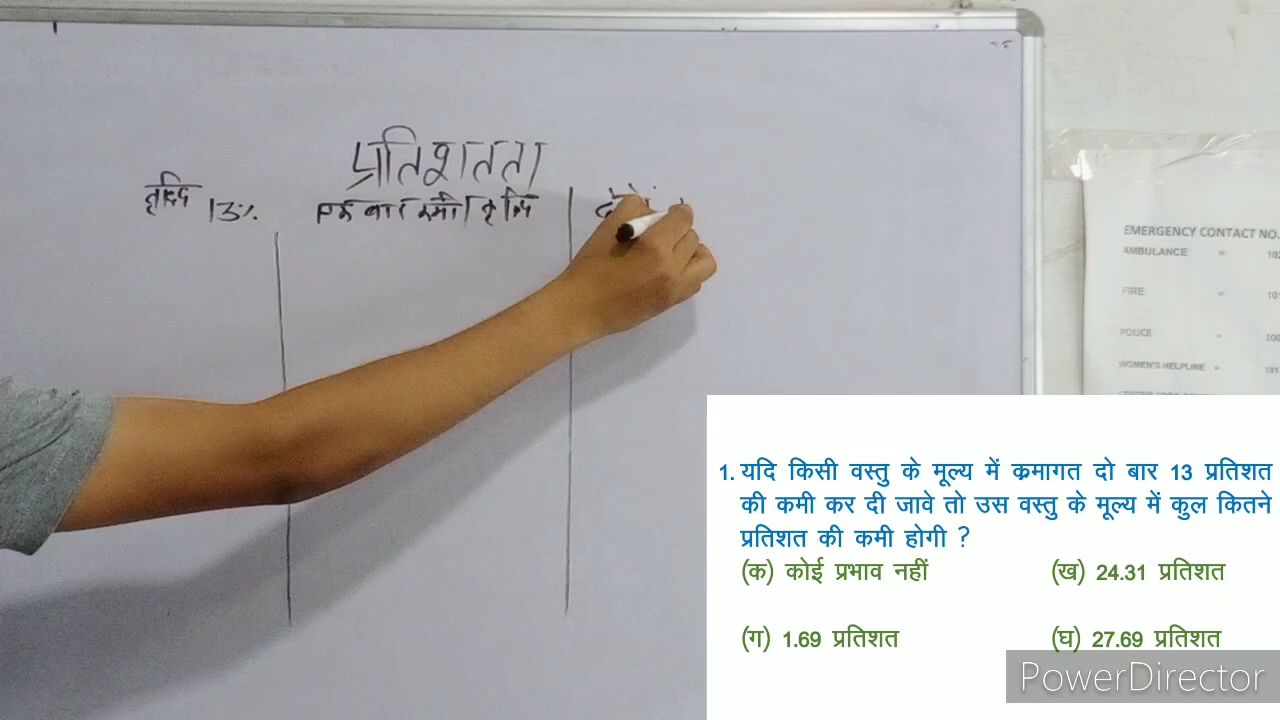 प्रतिशतता
वृद्धि 13%
एक बार कमी/वृद्धि
EMERGENCY CONTACT NO.
AMBULANCE =
FIRE =
POLICE =
WOMEN'S HELPLINE =
1. यदि किसी वस्तु के मूल्य में क्रमागत दो बार 13 प्रतिशत
की कमी कर दी जावे तो उस वस्तु के मूल्य में कुल कितने
प्रतिशत की कमी होगी ?
(क) कोई प्रभाव नहीं (ख) 24.31 प्रतिशत
(ग) 1.69 प्रतिशत (घ) 27.69 प्रतिशत
PowerDirector